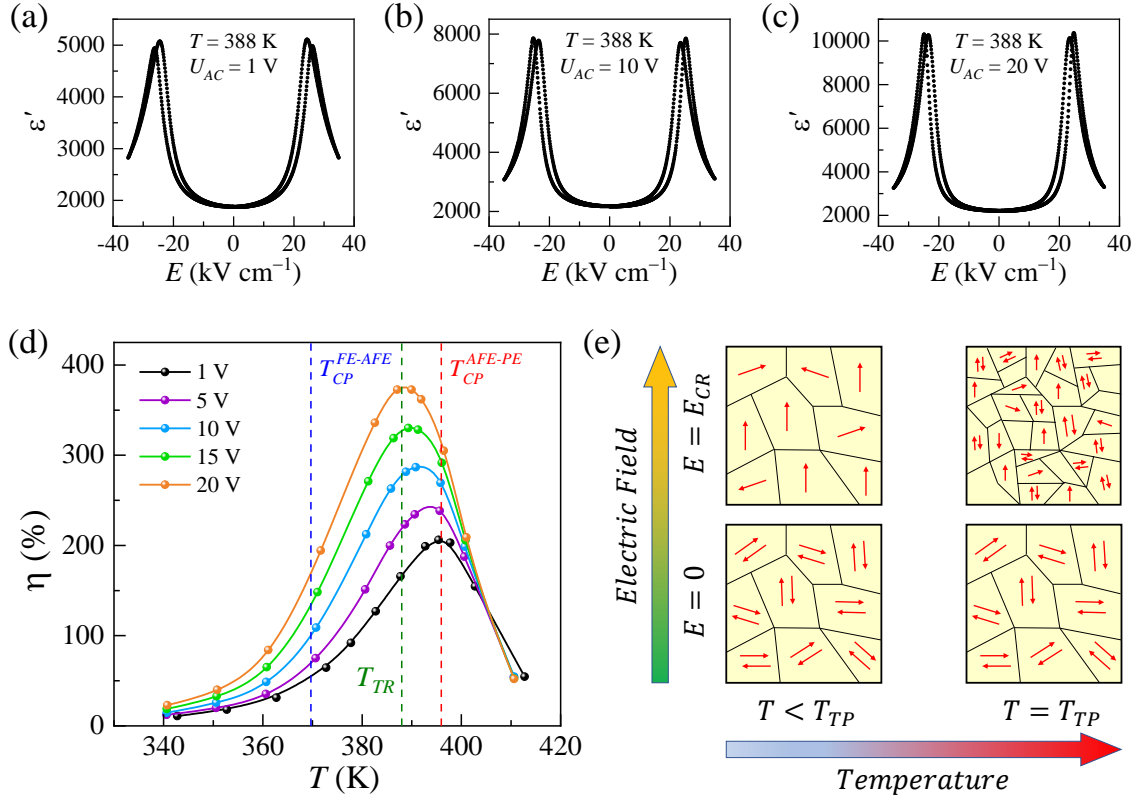 (a)
T = 388 K
U_AC = 1 V
5000
4000
3000
2000
ε′
-40 -20 0 20 40
E (kV cm⁻¹)
(b)
T = 388 K
U_AC = 10 V
8000
6000
4000
2000
ε′
-40 -20 0 20 40
E (kV cm⁻¹)
(c)
T = 388 K
U_AC = 20 V
10000
8000
6000
4000
2000
ε′
-40 -20 0 20 40
E (kV cm⁻¹)
(d)
400
300
200
100
0
η (%)
1 V
5 V
10 V
15 V
20 V
T_CP^FE-AFE
T_CP^AFE-PE
T_TR
340 360 380 400 420
T (K)
(e)
Electric Field
E = E_CR
E = 0
T < T_TP
T = T_TP
Temperature